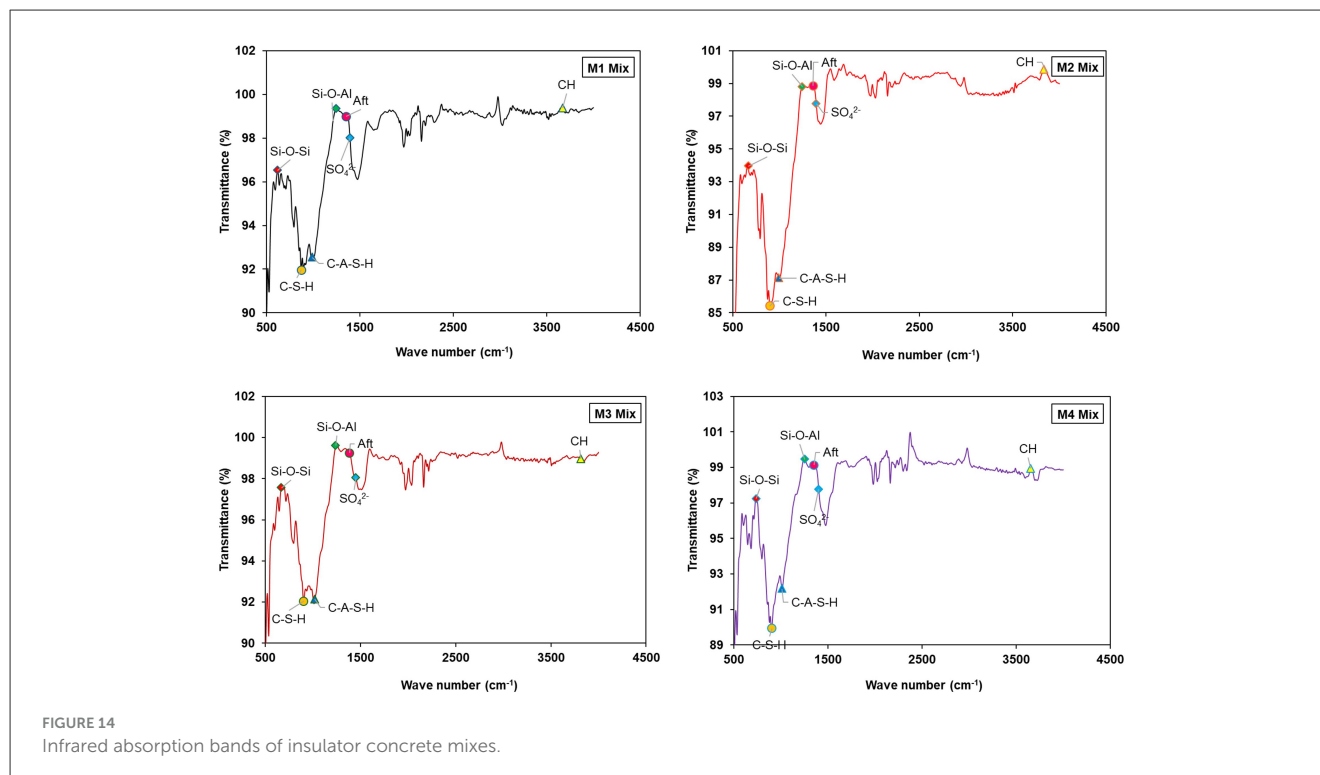 102
100
98
96
94
92
90
Transmittance (%)
M1 Mix
Si-O-Al
Aft
CH
Si-O-Si
SO₄²⁻
C-A-S-H
C-S-H
500
1500
2500
3500
4500
Wave number (cm⁻¹)
101
99
97
95
93
91
89
87
85
Transmittance (%)
M2 Mix
Si-O-Al
Aft
CH
SO₄²⁻
Si-O-Si
C-A-S-H
C-S-H
500
1500
2500
3500
4500
Wave number (cm⁻¹)
102
100
98
96
94
92
90
Transmittance (%)
M3 Mix
Si-O-Al
Aft
CH
Si-O-Si
SO₄²⁻
C-S-H
C-A-S-H
500
1500
2500
3500
4500
Wave number (cm⁻¹)
103
101
99
97
95
93
91
89
Transmittance (%)
M4 Mix
Si-O-Al
Aft
CH
Si-O-Si
SO₄²⁻
C-A-S-H
C-S-H
500
1500
2500
3500
4500
Wave number (cm⁻¹)
FIGURE 14
Infrared absorption bands of insulator concrete mixes.